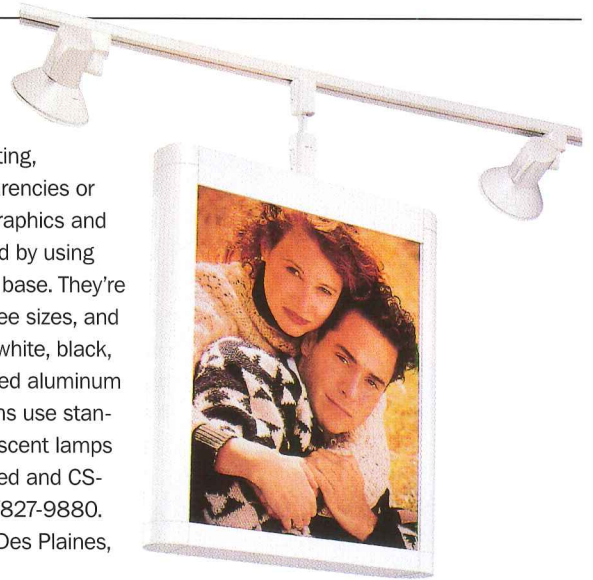 ting,
rencies or
raphics and
d by using
base. They're
ee sizes, and
white, black,
ed aluminum
ns use stan-
scent lamps
ed and CS-
827-9880.
Des Plaines,